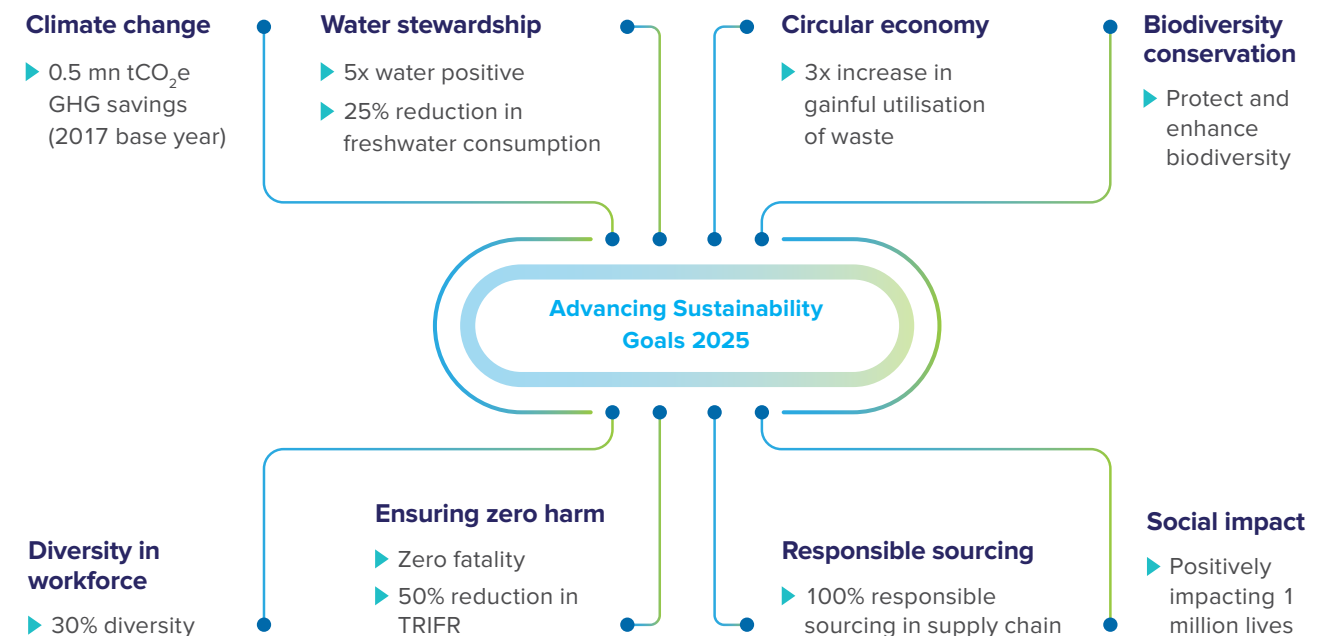 Climate change
0.5 mn tCO₂e
GHG savings
(2017 base year)
Water stewardship
5x water positive
25% reduction in
freshwater consumption
Circular economy
3x increase in
gainful utilisation
of waste
Biodiversity
conservation
Protect and
enhance
biodiversity
Advancing Sustainability
Goals 2025
Diversity in
workforce
30% diversity
Ensuring zero harm
Zero fatality
50% reduction in
TRIFR
Responsible sourcing
100% responsible
sourcing in supply chain
Social impact
Positively
impacting 1
million lives